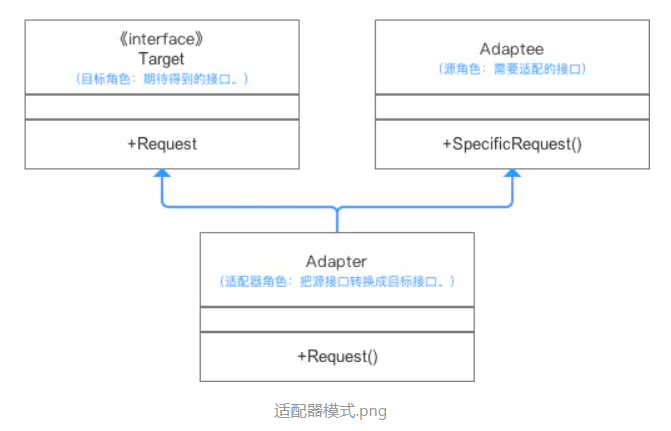 《interface》
Target
(目标角色：期待得到的接口。)
+Request
Adaptee
(源角色：需要适配的接口)
+SpecificRequest()
Adapter
(适配器角色：把源接口转换成目标接口。)
+Request()
适配器模式.png